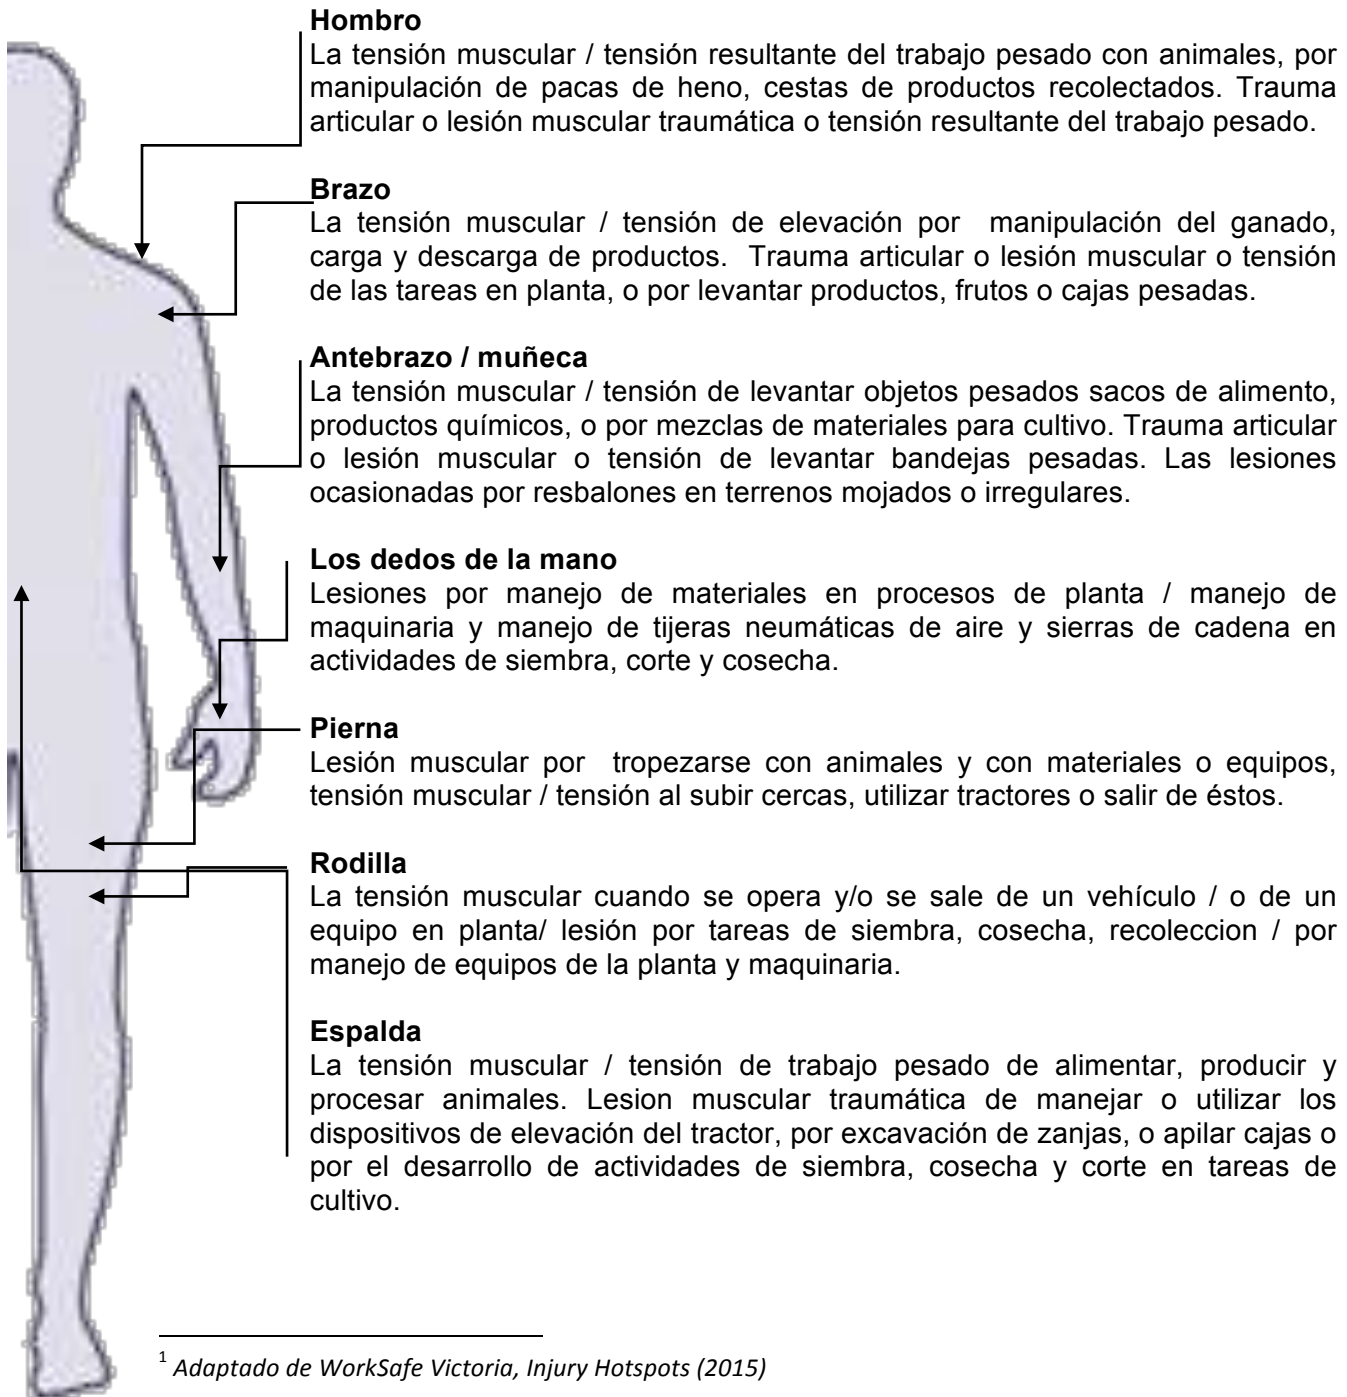 Hombro
La tensión muscular / tensión resultante del trabajo pesado con animales, por
manipulación de pacas de heno, cestas de productos recolectados. Trauma
articular o lesión muscular traumática o tensión resultante del trabajo pesado.
Brazo
La tensión muscular / tensión de elevación por manipulación del ganado,
carga y descarga de productos. Trauma articular o lesión muscular o tensión
de las tareas en planta, o por levantar productos, frutos o cajas pesadas.
Antebrazo / muñeca
La tensión muscular / tensión de levantar objetos pesados sacos de alimento,
productos químicos, o por mezclas de materiales para cultivo. Trauma articular
o lesión muscular o tensión de levantar bandejas pesadas. Las lesiones
ocasionadas por resbalones en terrenos mojados o irregulares.
Los dedos de la mano
Lesiones por manejo de materiales en procesos de planta / manejo de
maquinaria y manejo de tijeras neumáticas de aire y sierras de cadena en
actividades de siembra, corte y cosecha.
Pierna
Lesión muscular por tropezarse con animales y con materiales o equipos,
tensión muscular / tensión al subir cercas, utilizar tractores o salir de éstos.
Rodilla
La tensión muscular cuando se opera y/o se sale de un vehículo / o de un
equipo en planta/ lesión por tareas de siembra, cosecha, recoleccion / por
manejo de equipos de la planta y maquinaria.
Espalda
La tensión muscular / tensión de trabajo pesado de alimentar, producir y
procesar animales. Lesion muscular traumática de manejar o utilizar los
dispositivos de elevación del tractor, por excavación de zanjas, o apilar cajas o
por el desarrollo de actividades de siembra, cosecha y corte en tareas de
cultivo.
1 Adaptado de WorkSafe Victoria, Injury Hotspots (2015)